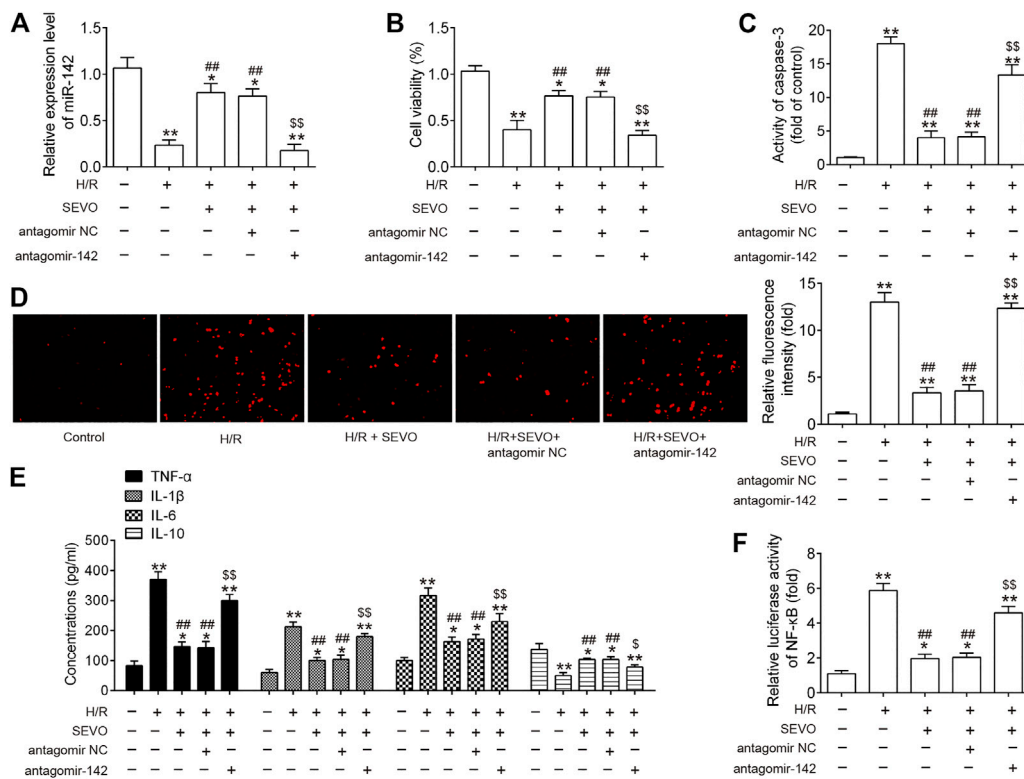 A
Relative expression level
of miR-142
1.5
1.0
0.5
0.0
**
##
*
##
*
$$
**
H/R − + + + +
SEVO − − + + +
antagomir NC − − − + −
antagomir-142 − − − − +
B
Cell viability (%)
1.5
1.0
0.5
0.0
**
##
*
##
*
$$
**
H/R − + + + +
SEVO − − + + +
antagomir NC − − − + −
antagomir-142 − − − − +
C
Activity of caspase-3
(fold of control)
20
15
10
5
0
**
##
**
##
**
$$
**
H/R − + + + +
SEVO − − + + +
antagomir NC − − − + −
antagomir-142 − − − − +
D
Control
H/R
H/R + SEVO
H/R+SEVO+
antagomir NC
H/R+SEVO+
antagomir-142
Relative fluorescence
intensity (fold)
15
10
5
0
**
##
**
##
**
$$
**
H/R − + + + +
SEVO − − + + +
antagomir NC − − − + −
antagomir-142 − − − − +
E
TNF-α
IL-1β
IL-6
IL-10
Concentrations (pg/ml)
500
400
300
200
100
0
**
##
*
##
*
$$
**
**
##
*
##
*
$$
**
**
##
*
##
*
$$
**
**
##
*
##
*
$
**
H/R − + + + + − + + + + − + + + + − + + + +
SEVO − − + + + − − + + + − − + + + − − + + +
antagomir NC − − − + − − − − + − − − − + − − − − + −
antagomir-142 − − − − + − − − − + − − − − + − − − − +
F
Relative luciferase activity
of NF-κB (fold)
8
6
4
2
0
**
##
*
##
*
$$
**
H/R − + + + +
SEVO − − + + +
antagomir NC − − − + −
antagomir-142 − − − − +